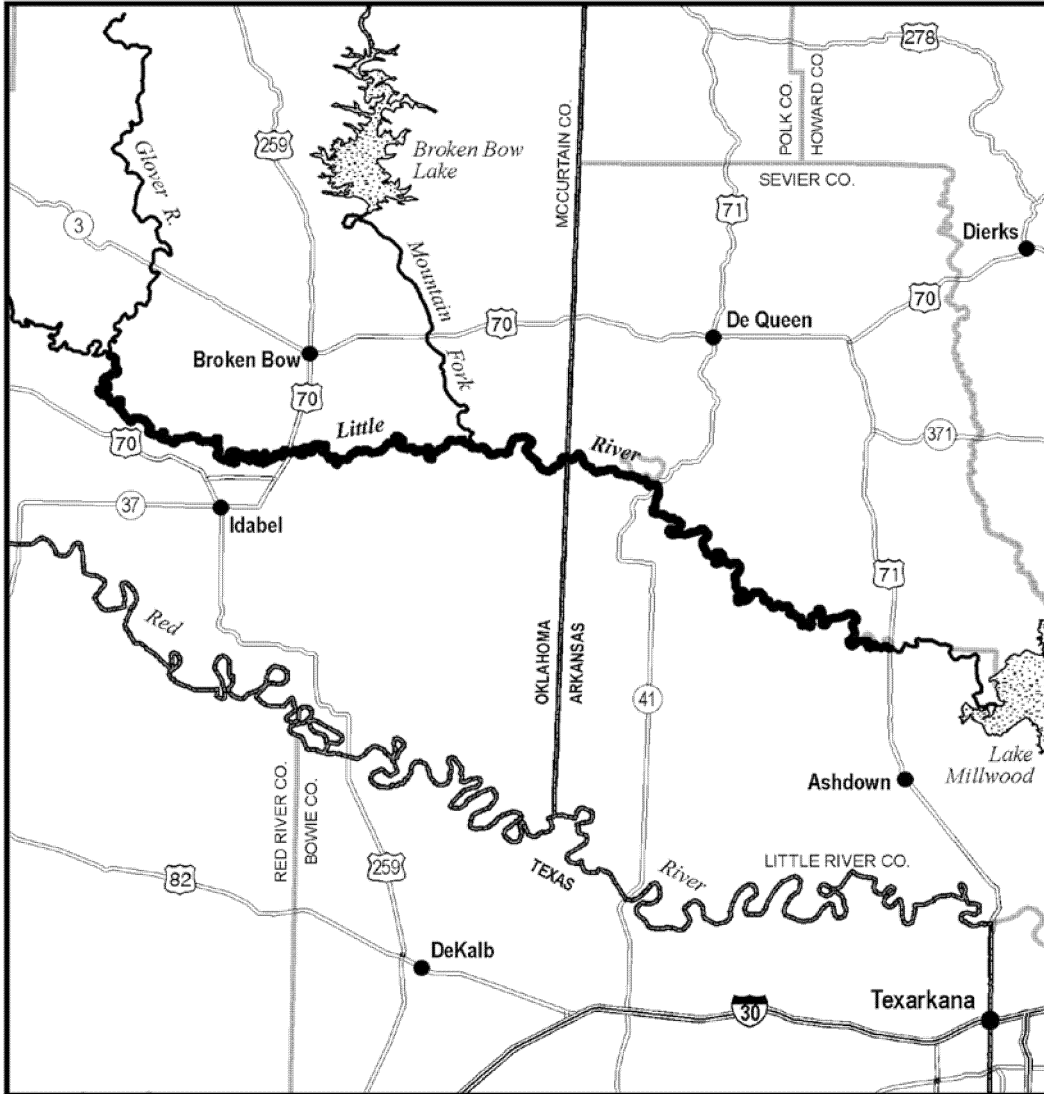 278
POLK CO.
HOWARD CO.
MCCURTAIN CO.
259
Glover R.
Broken Bow
Lake
SEVIER CO.
71
3
Dierks
Mountain
Fork
70
70
De Queen
Broken Bow
70
70
Little
River
371
37
Idabel
71
Red
OKLAHOMA
ARKANSAS
41
Lake
Millwood
Ashdown
RED RIVER CO.
BOWIE CO.
259
82
TEXAS
River
LITTLE RIVER CO.
DeKalb
Texarkana
30